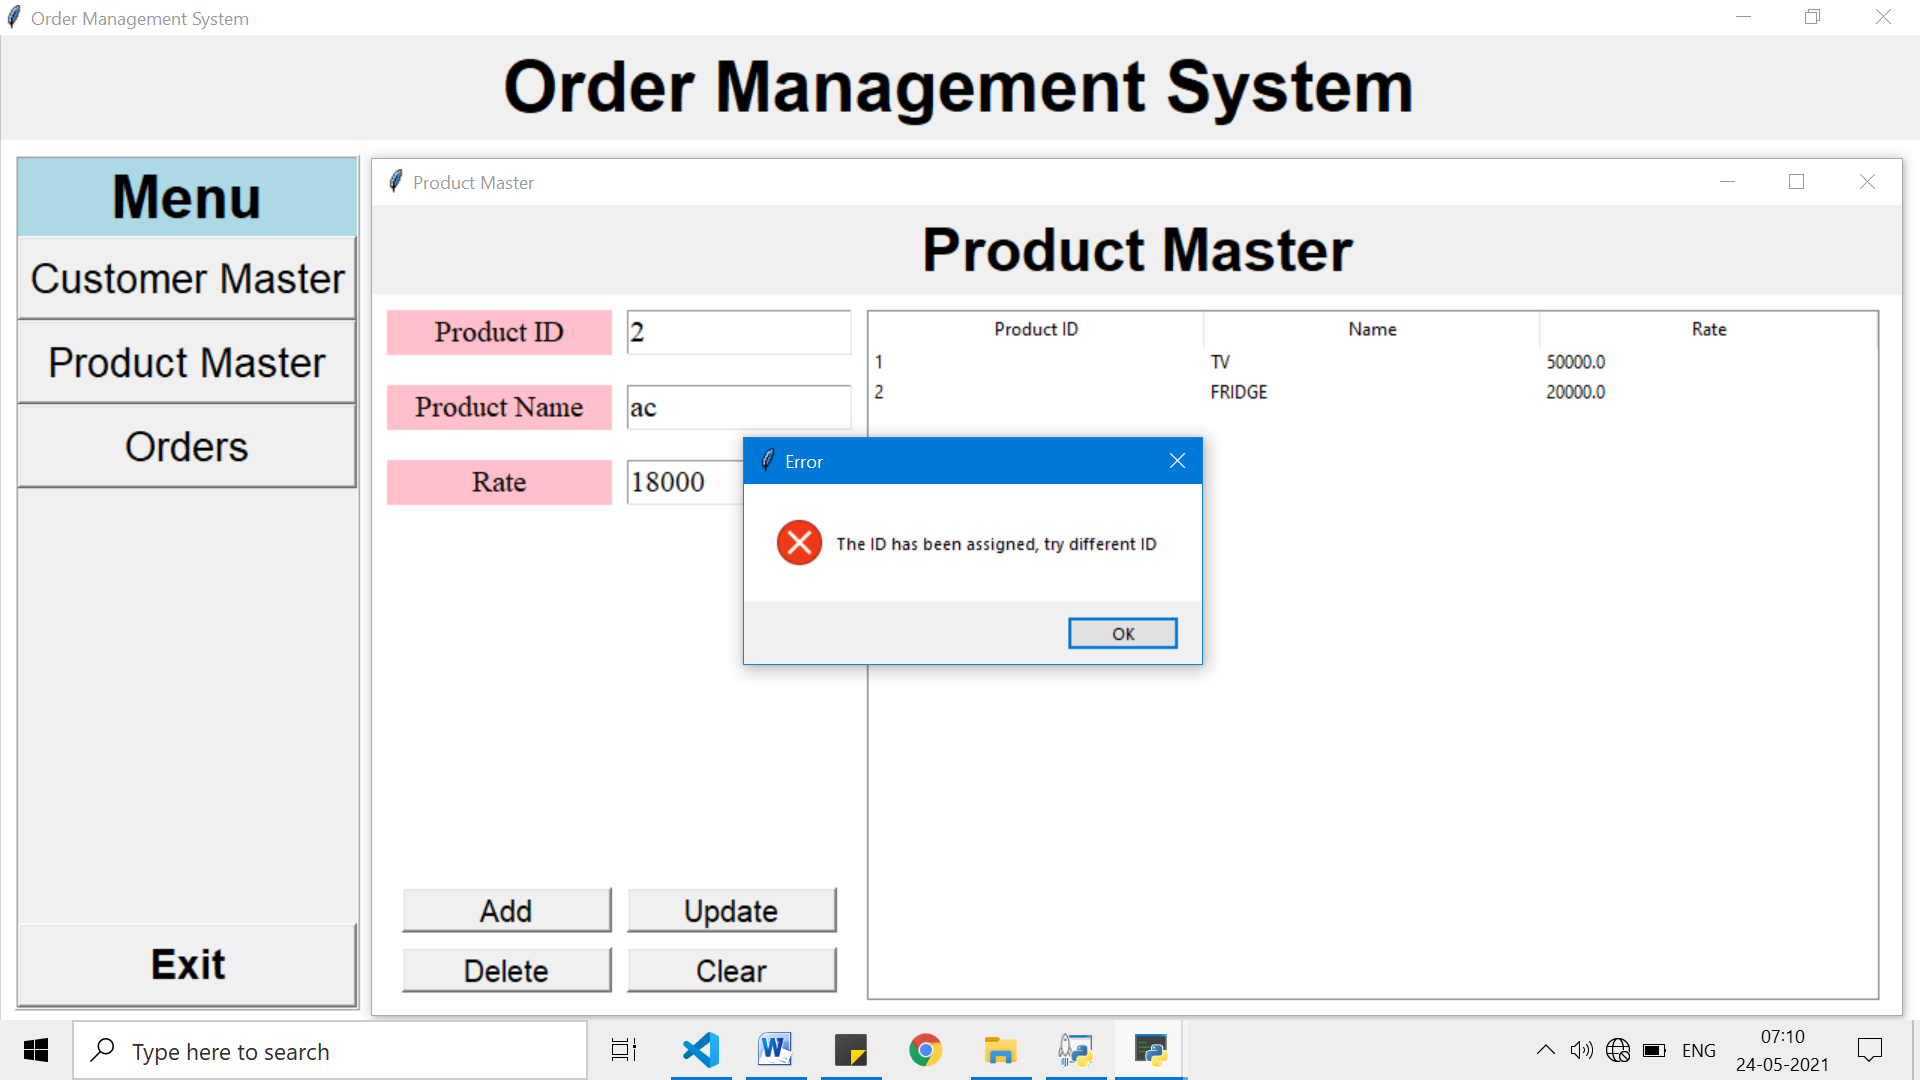 Order Management System
Order Management System
Menu
Customer Master
Product Master
Orders
Exit
Product Master
Product Master
Product ID 2
Product Name ac
Rate 18000
Product ID Name Rate
1 TV 50000.0
2 FRIDGE 20000.0
Error
The ID has been assigned, try different ID
OK
Add Update
Delete Clear
Type here to search
ENG
07:10
24-05-2021